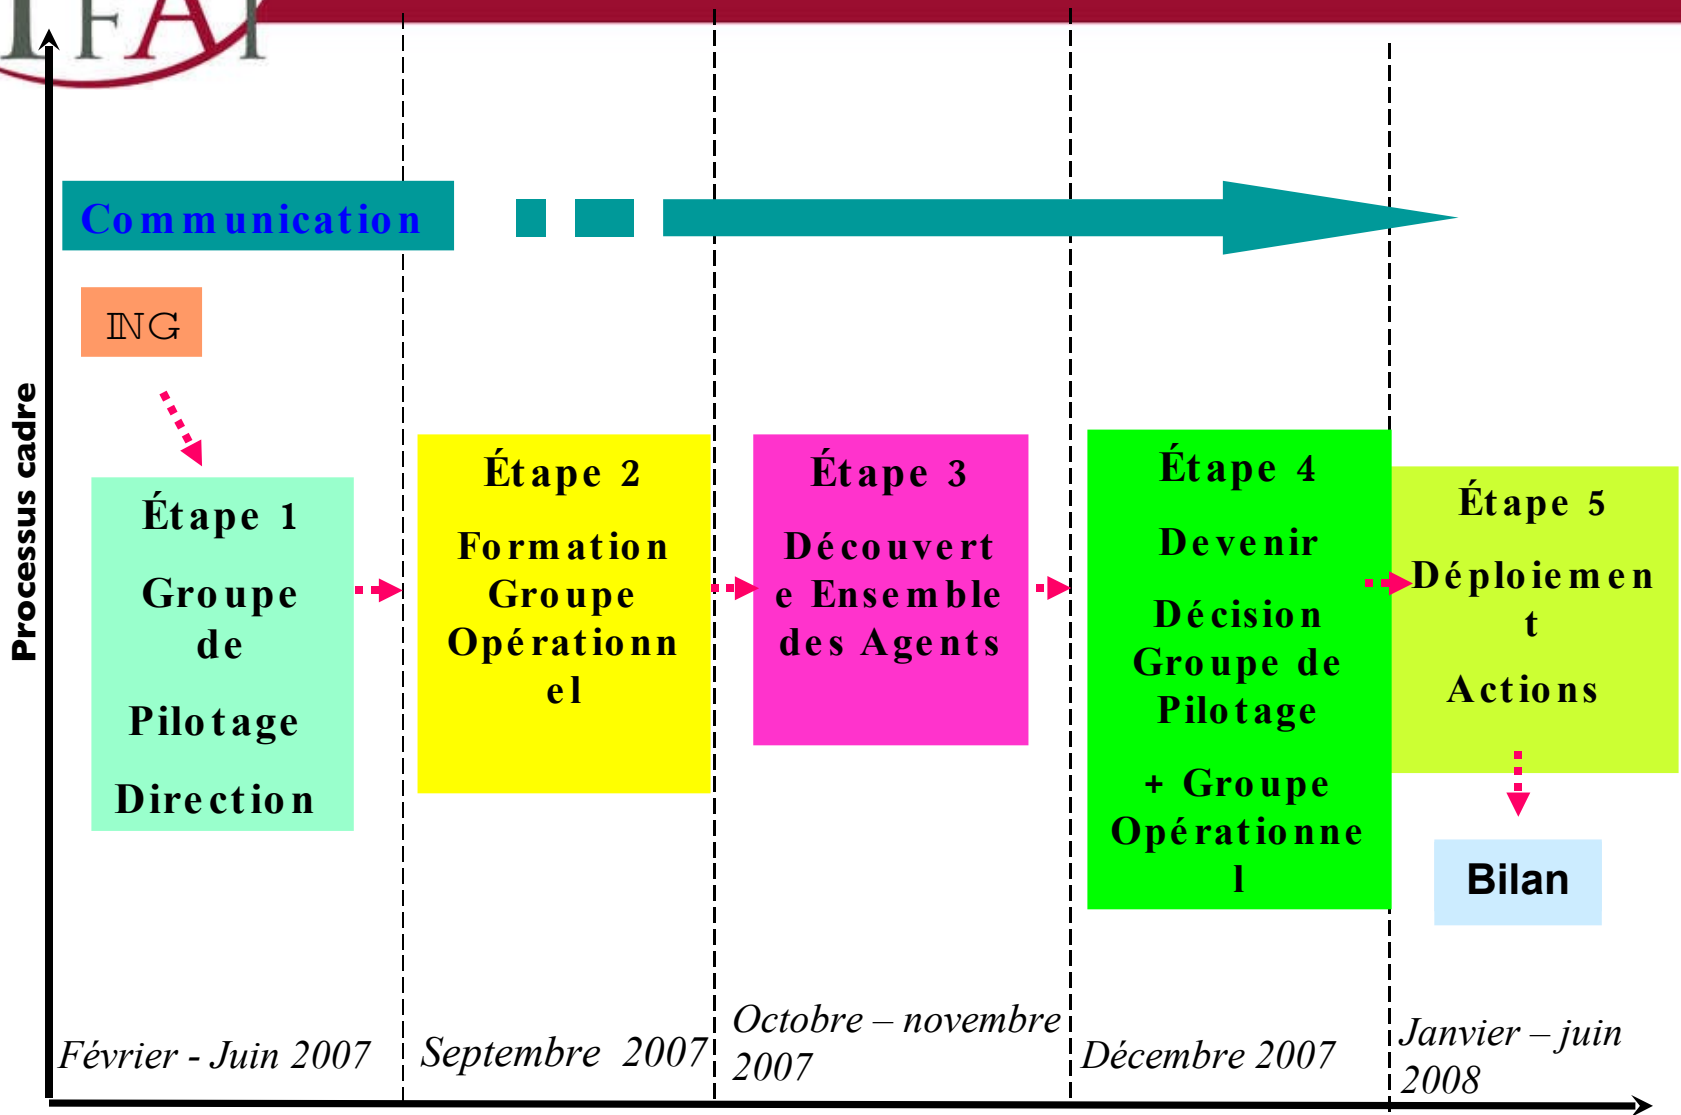 IFAI
Communication
ING
Processus cadre
Étape 1
Groupe
de
Pilotage
Direction
Étape 2
Formation
Groupe
Opérationn
el
Étape 3
Découvert
e Ensemble
des Agents
Étape 4
Devenir
Décision
Groupe de
Pilotage
+ Groupe
Opérationne
l
Étape 5
Déploiemen
t
Actions
Bilan
Février - Juin 2007
Septembre 2007
Octobre – novembre
2007
Décembre 2007
Janvier – juin
2008